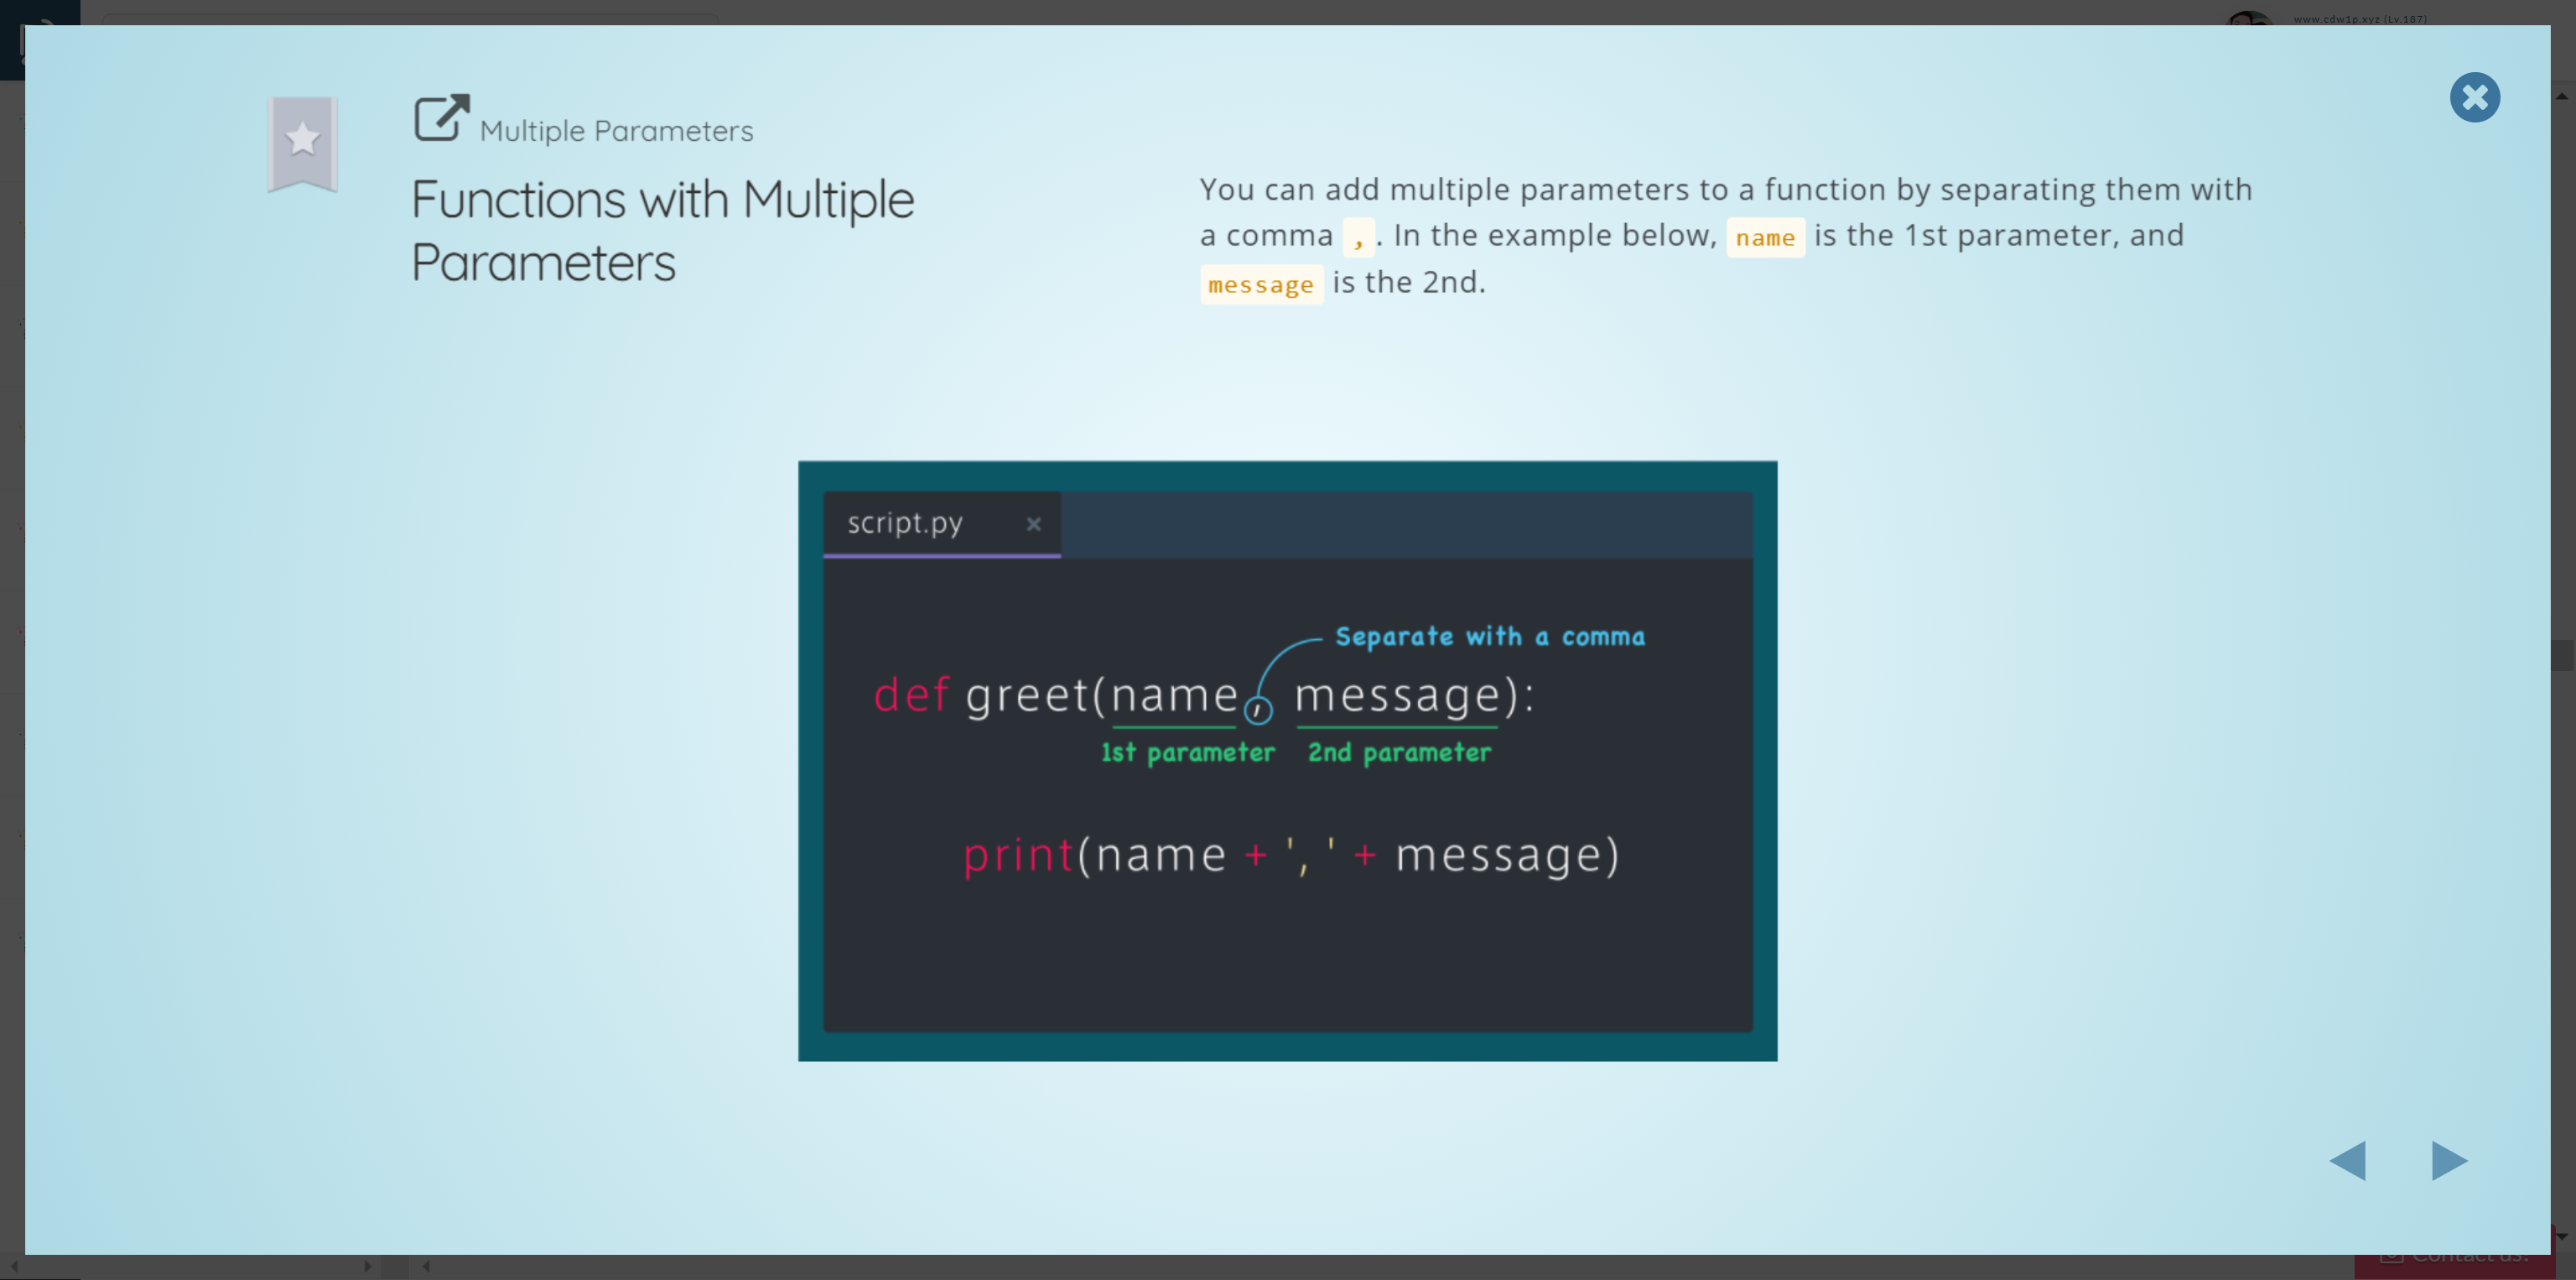 www.cdw1p.xyz (Lv.187)
Multiple Parameters
Functions with Multiple
Parameters
You can add multiple parameters to a function by separating them with
a comma , . In the example below, name is the 1st parameter, and
message is the 2nd.
script.py
Separate with a comma
def greet(name, message):
1st parameter 2nd parameter
print(name + ', ' + message)
Contact us!